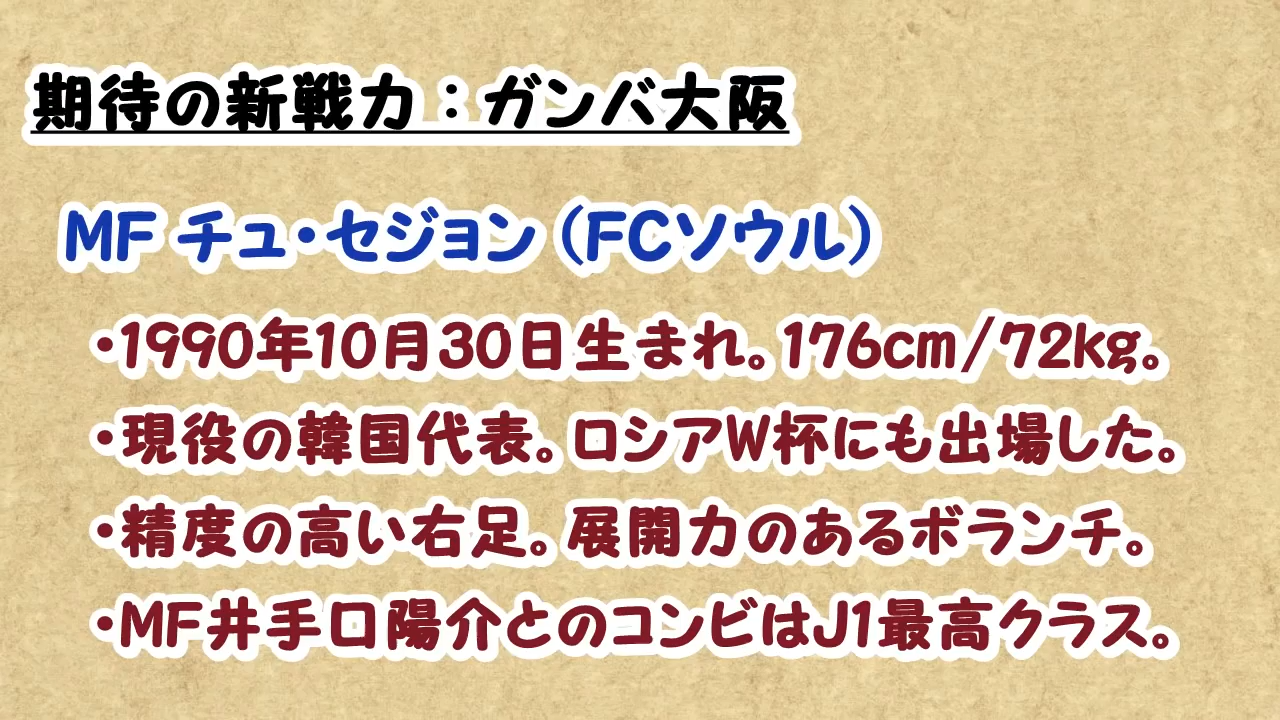 期待の新戦力：ガンバ大阪
MF チュ・セジョン（FCソウル）
・1990年10月30日生まれ。176cm/72kg。
・現役の韓国代表。ロシアW杯にも出場した。
・精度の高い右足。展開力のあるボランチ。
・MF井手口陽介とのコンビはJ1最高クラス。